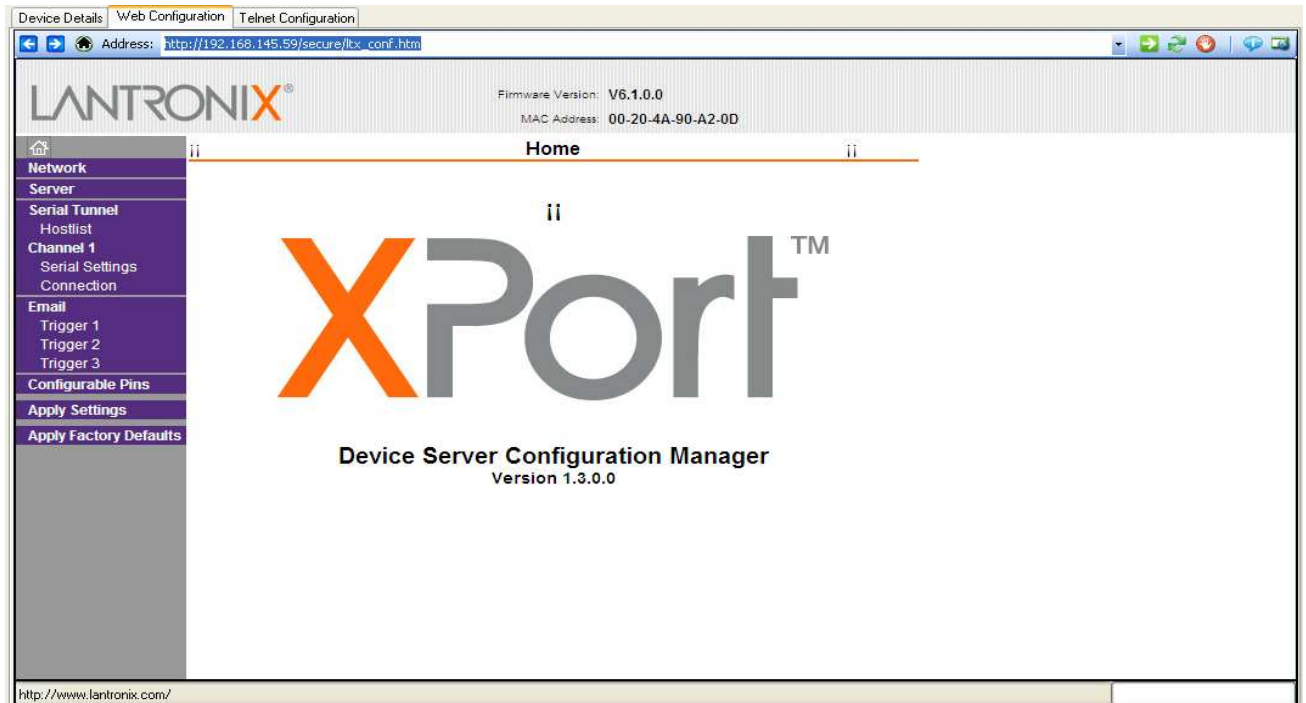 Device Details Web Configuration Telnet Configuration
Address: http://192.168.145.59/secure/ltx_conf.htm
LANTRONIX®
Firmware Version: V6.1.0.0
MAC Address: 00-20-4A-90-A2-0D
¡¡ Home ¡¡
Network
Server
Serial Tunnel
Hostlist
Channel 1
Serial Settings
Connection
Email
Trigger 1
Trigger 2
Trigger 3
Configurable Pins
Apply Settings
Apply Factory Defaults
¡¡
XPort™
Device Server Configuration Manager
Version 1.3.0.0
http://www.lantronix.com/